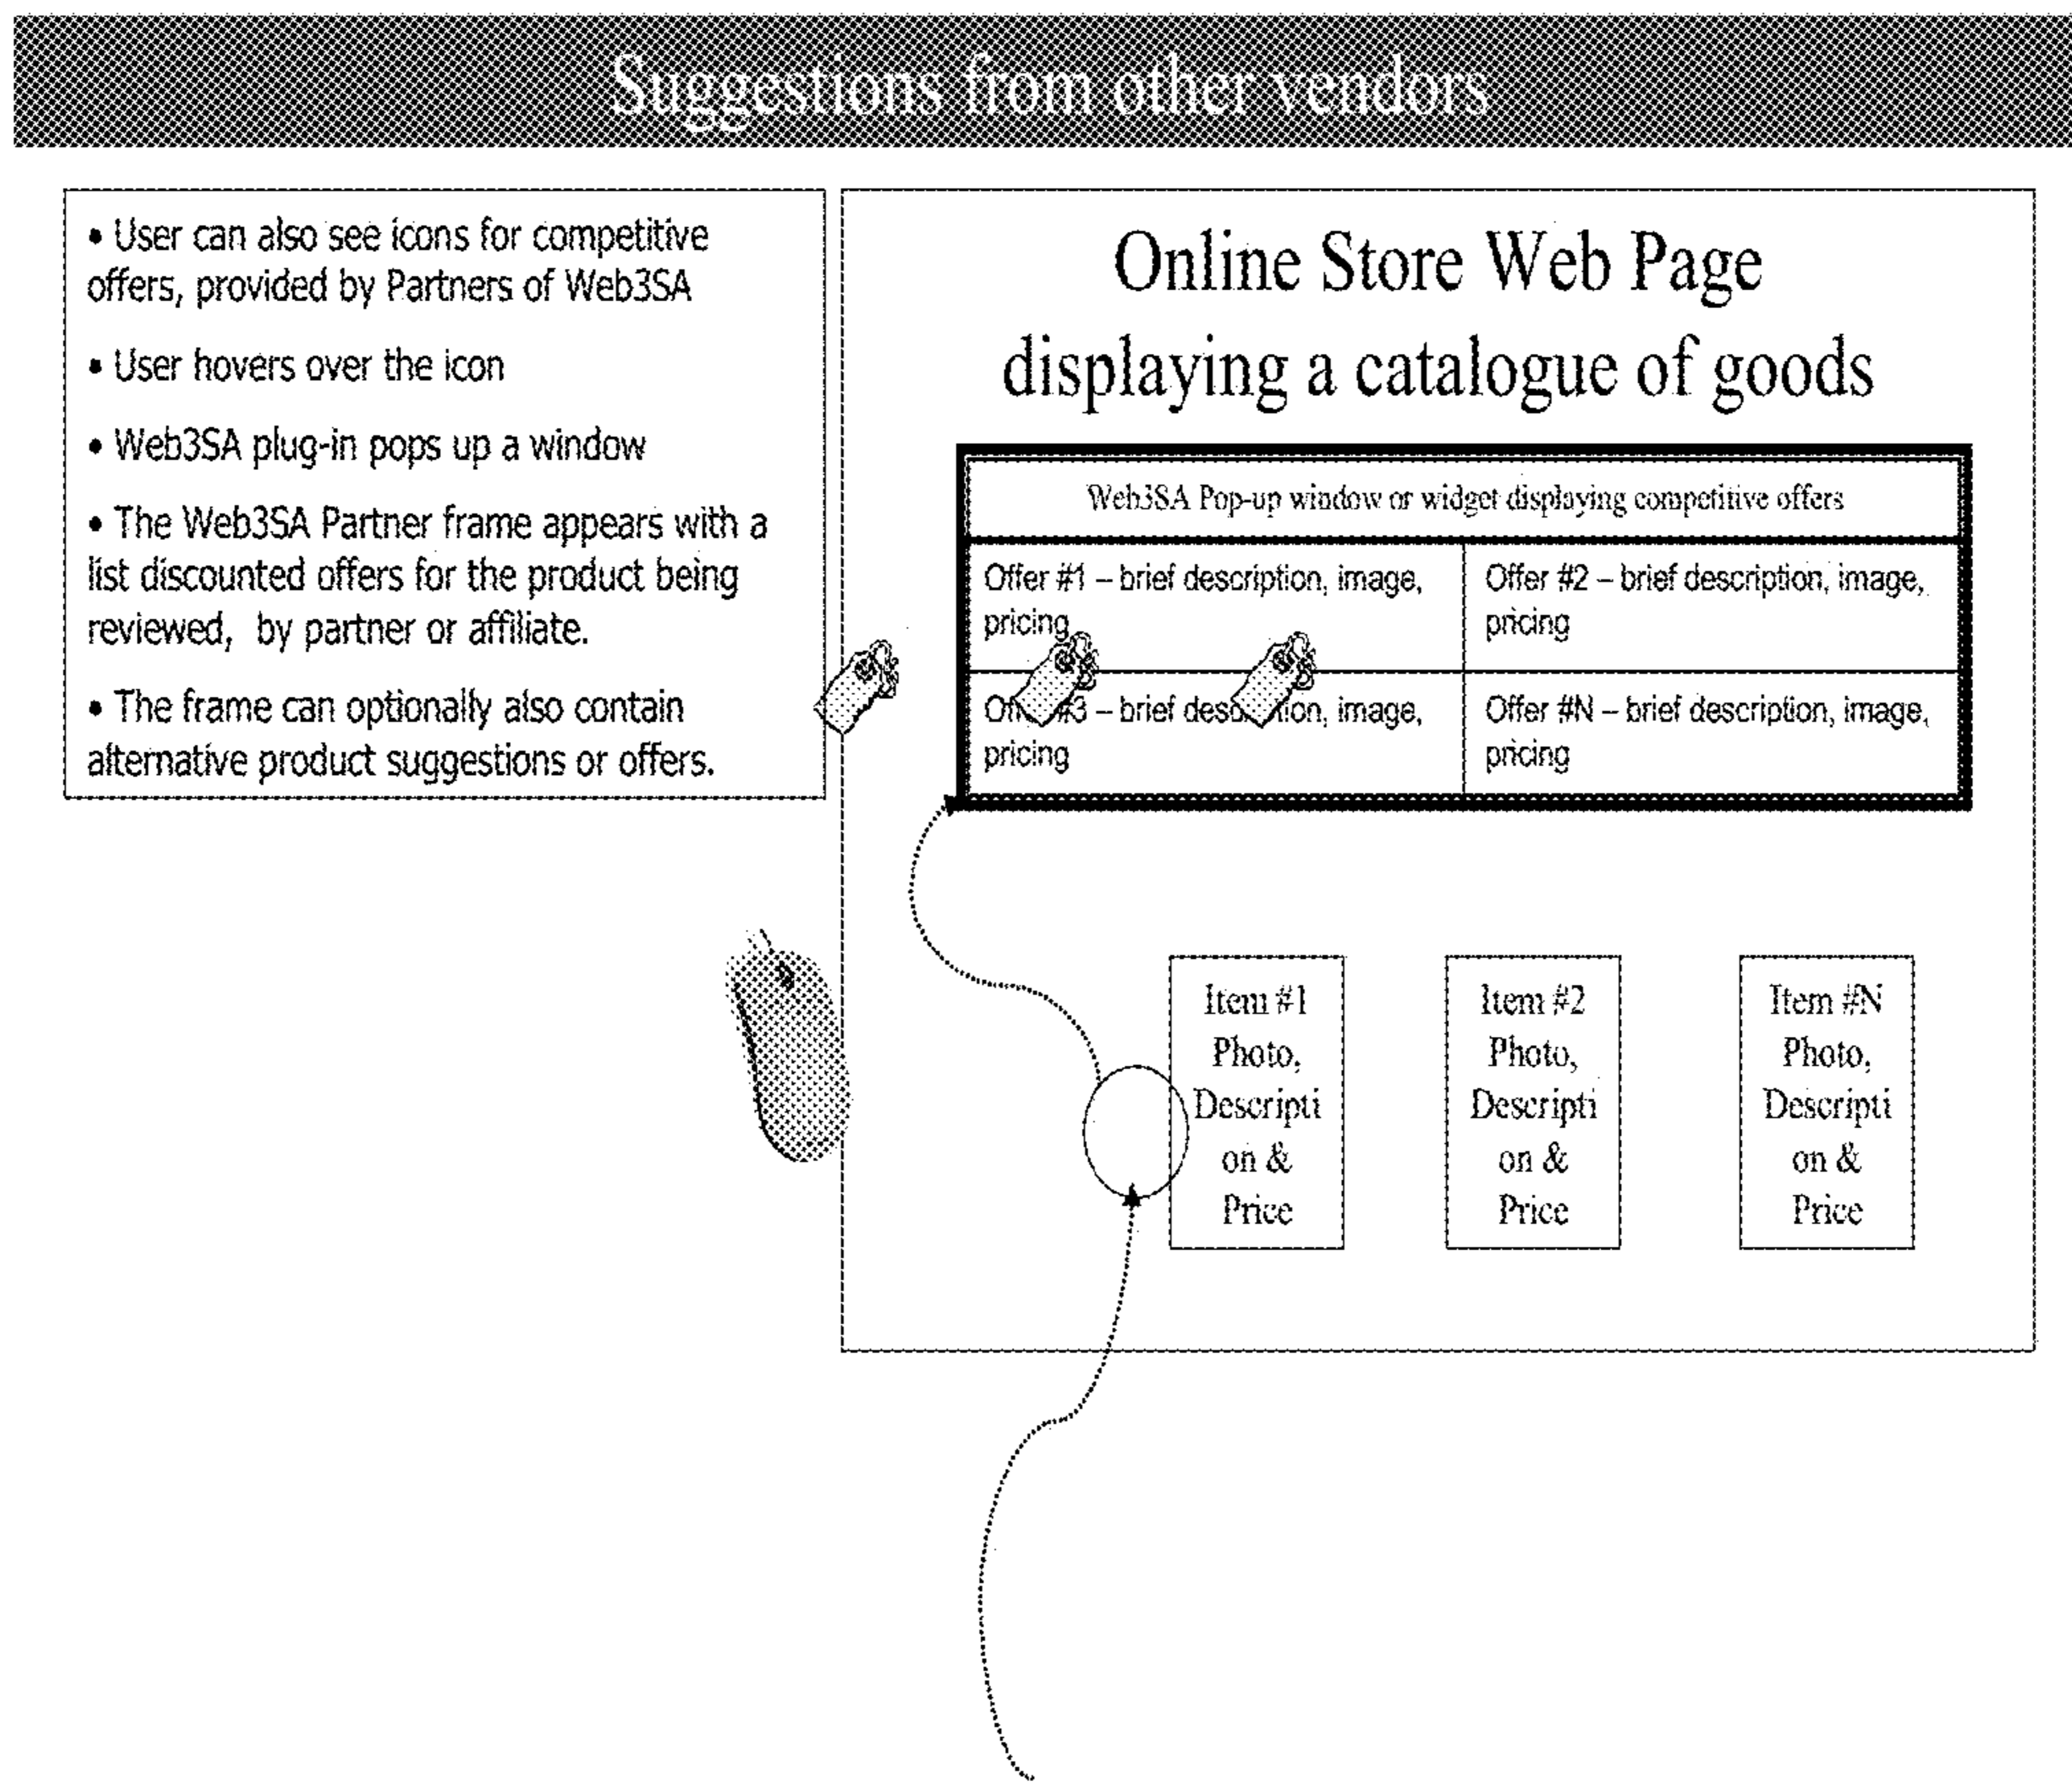 Suggestions from other vendors
• User can also see icons for competitive
offers, provided by Partners of Web3SA
• User hovers over the icon
• Web3SA plug-in pops up a window
• The Web3SA Partner frame appears with a
list discounted offers for the product being
reviewed, by partner or affiliate.
• The frame can optionally also contain
alternative product suggestions or offers.
Online Store Web Page
displaying a catalogue of goods
Web3SA Pop-up window or widget displaying competitive offers
Offer #1 – brief description, image,
pricing
Offer #2 – brief description, image,
pricing
#3 – brief image,
pricing
Offer #N – brief description, image,
pricing
Item #1
Photo,
Descripti
on &
Price
Item #2
Photo,
Descripti
on &
Price
Item #N
Photo,
Descripti
on &
Price